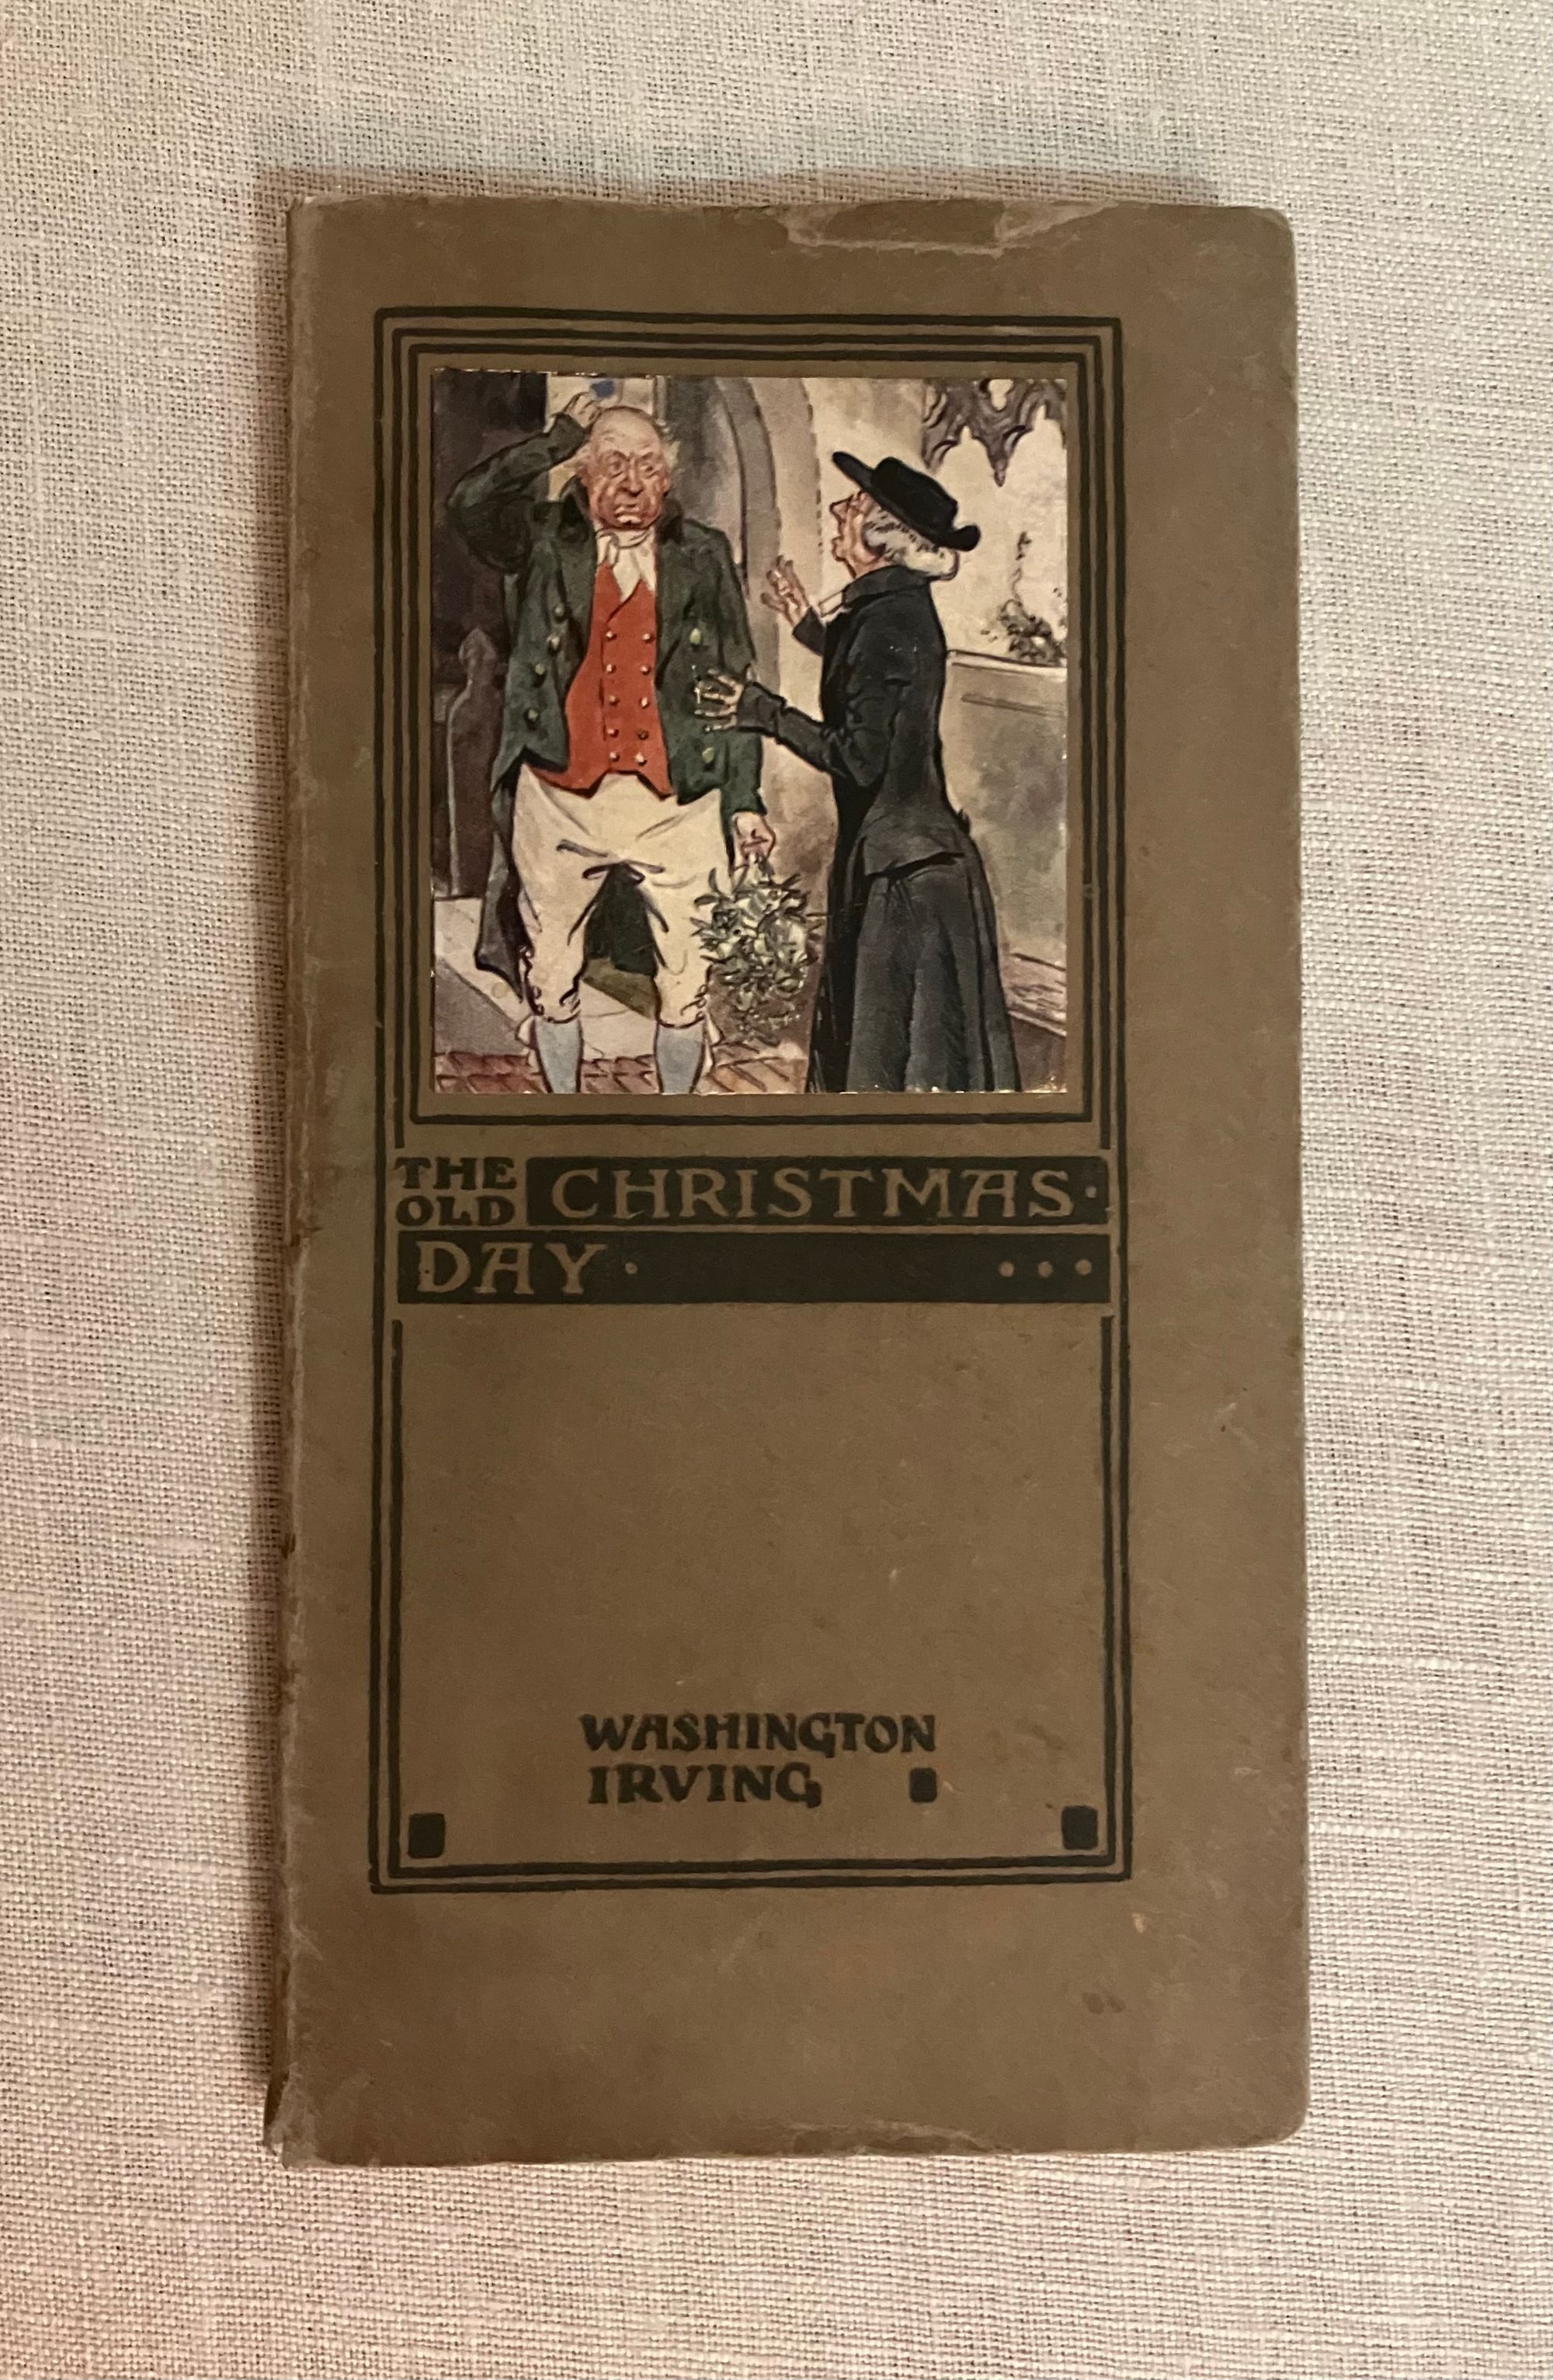 THE
OLD
CHRISTMAS·
DAY· ...
WASHINGTON
IRVING